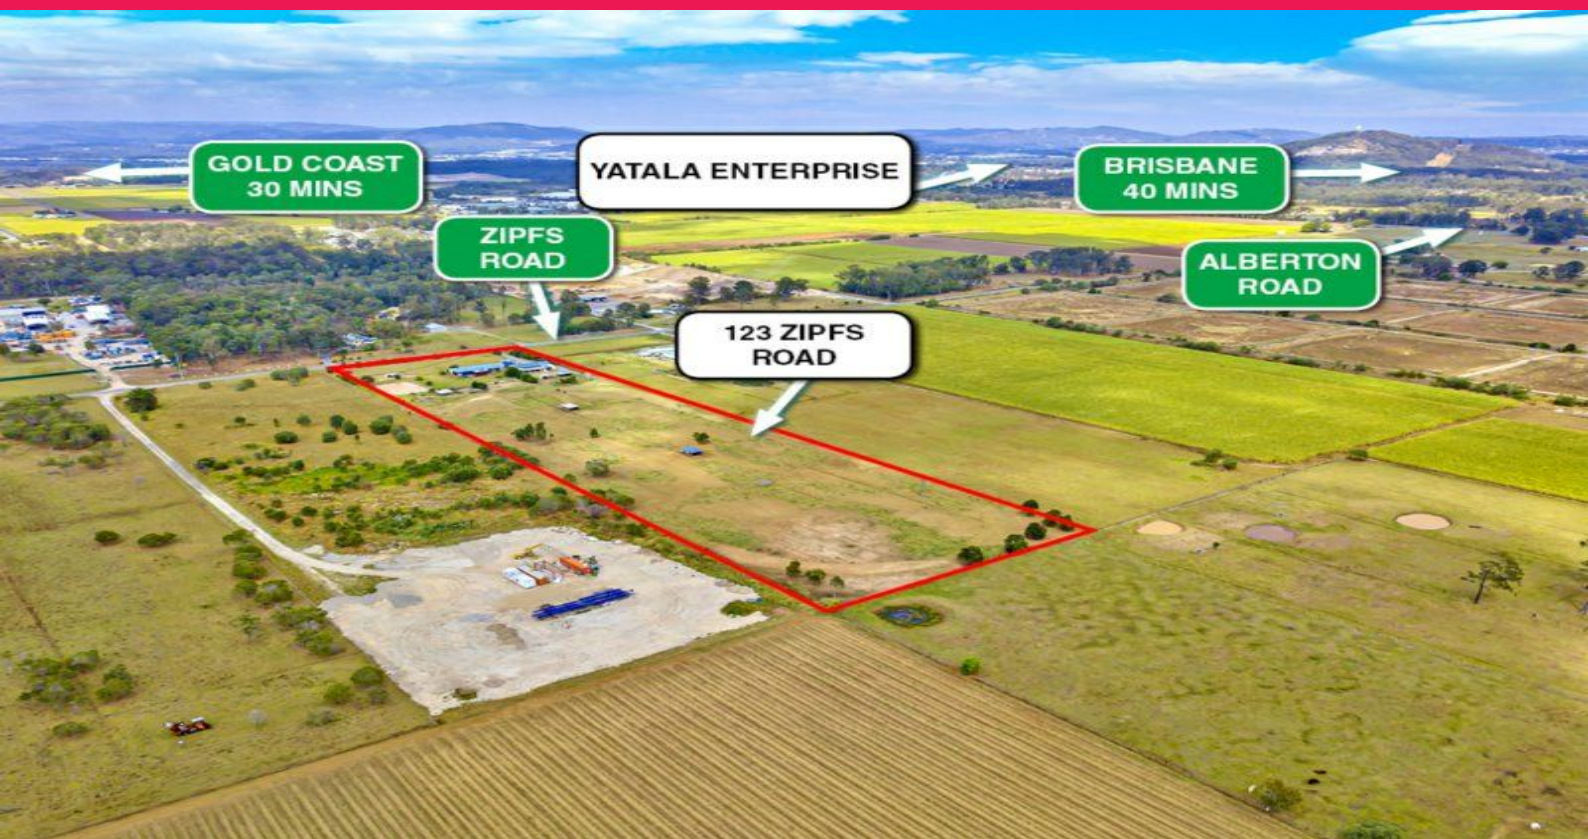 GOLD COAST
30 MINS
YATALA ENTERPRISE
BRISBANE
40 MINS
ZIPFS
ROAD
ALBERTON
ROAD
123 ZIPFS
ROAD